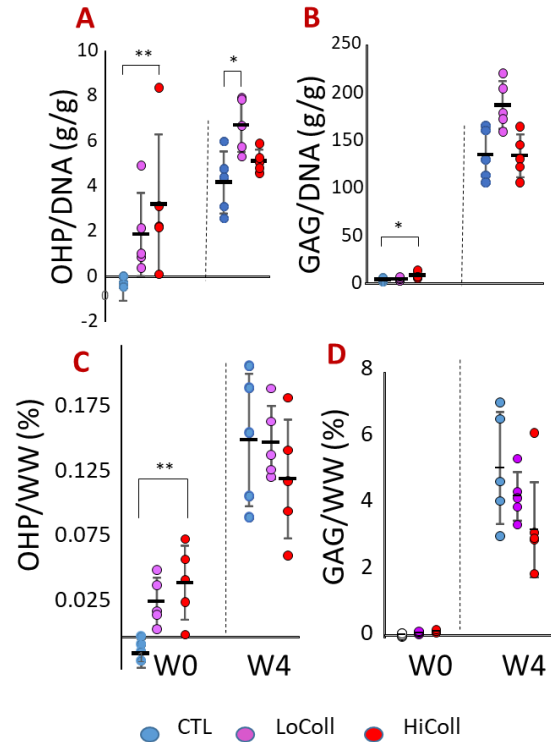 A
B
OHP/DNA (g/g)
10
8
6
4
2
0
0
-2
**
*
GAG/DNA (g/g)
250
200
150
100
50
0
*
C
D
OHP/WW (%)
0.175
0.125
0.075
0.025
**
GAG/WW (%)
8
6
4
2
0
W0 W4
W0 W4
CTL LoColl HiColl